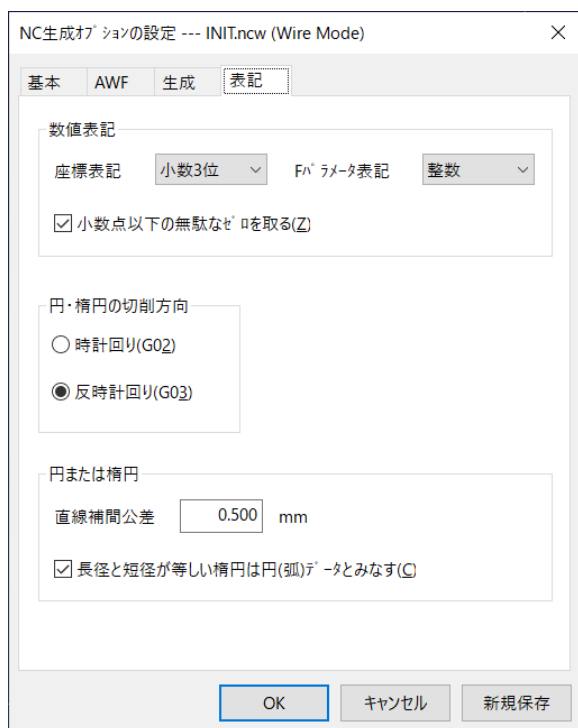 NC生成ｵﾌﾟｼｮﾝの設定 --- INIT.ncw (Wire Mode)
基本 AWF 生成 表記
数値表記
座標表記 小数3位 Fﾊﾟﾗﾒｰﾀ表記 整数
小数点以下の無駄なｾﾞﾛを取る(Z)
円・楕円の切削方向
時計回り(G02)
反時計回り(G03)
円または楕円
直線補間公差 0.500 mm
長径と短径が等しい楕円は円(弧)ﾃﾞｰﾀとみなす(C)
OK キャンセル 新規保存